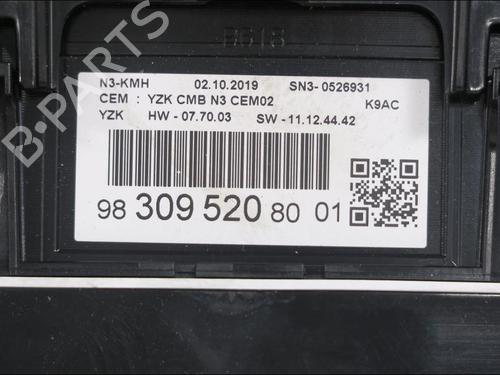 B618
N3-KMH 02.10.2019 SN3- 0526931
CEM : YZK CMB N3 CEM02 K9AC
YZK HW - 07.70.03 SW - 11.12.44.42
98 309 520 80 01
B-PARTS